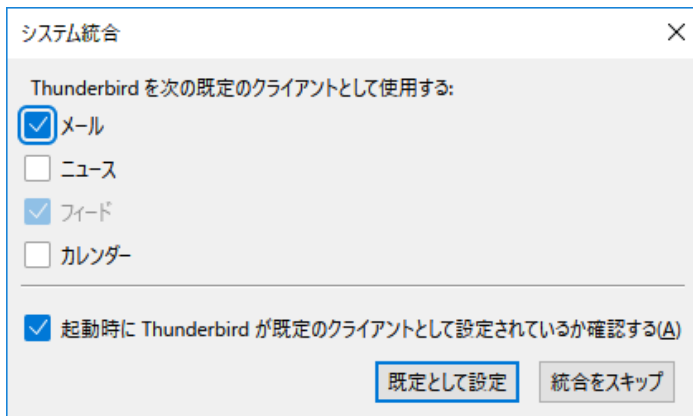 システム統合
Thunderbird を次の既定のクライアントとして使用する:
メール
ニュース
フィード
カレンダー
起動時に Thunderbird が既定のクライアントとして設定されているか確認する(A)
既定として設定
統合をスキップ